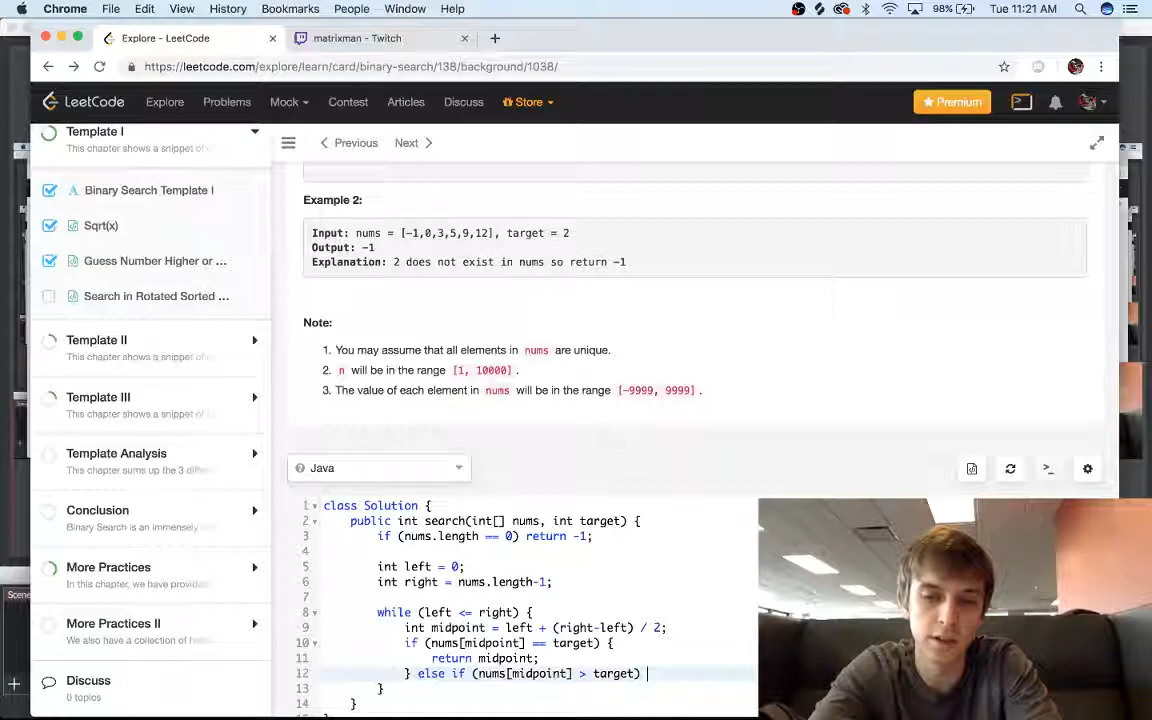 Chrome File Edit View History Bookmarks People Window Help 98% Tue 11:21 AM
Explore - LeetCode
matrixman - Twitch
https://leetcode.com/explore/learn/card/binary-search/138/background/1038/
LeetCode Explore Problems Mock Contest Articles Discuss Store Premium
Template I
This chapter shows a snippet of
Previous Next
Binary Search Template I
Sqrt(x)
Guess Number Higher or ...
Search in Rotated Sorted ...
Template II
This chapter shows a snippet of
Template III
This chapter shows a snippet of
Template Analysis
This chapter sums up the 3 differ
Conclusion
Binary Search is an immensely
More Practices
In this chapter, we have provide
More Practices II
We also have a collection of
Discuss
0 topics
Example 2:
Input: nums = [-1,0,3,5,9,12], target = 2
Output: -1
Explanation: 2 does not exist in nums so return -1
Note:
1. You may assume that all elements in nums are unique.
2. n will be in the range [1, 10000].
3. The value of each element in nums will be in the range [-9999, 9999].
Java
1 class Solution {
2 public int search(int[] nums, int target) {
3 if (nums.length == 0) return -1;
4
5 int left = 0;
6 int right = nums.length-1;
7
8 while (left <= right) {
9 int midpoint = left + (right-left) / 2;
10 if (nums[midpoint] == target) {
11 return midpoint;
12 } else if (nums[midpoint] > target)
13 }
14 }
Scene